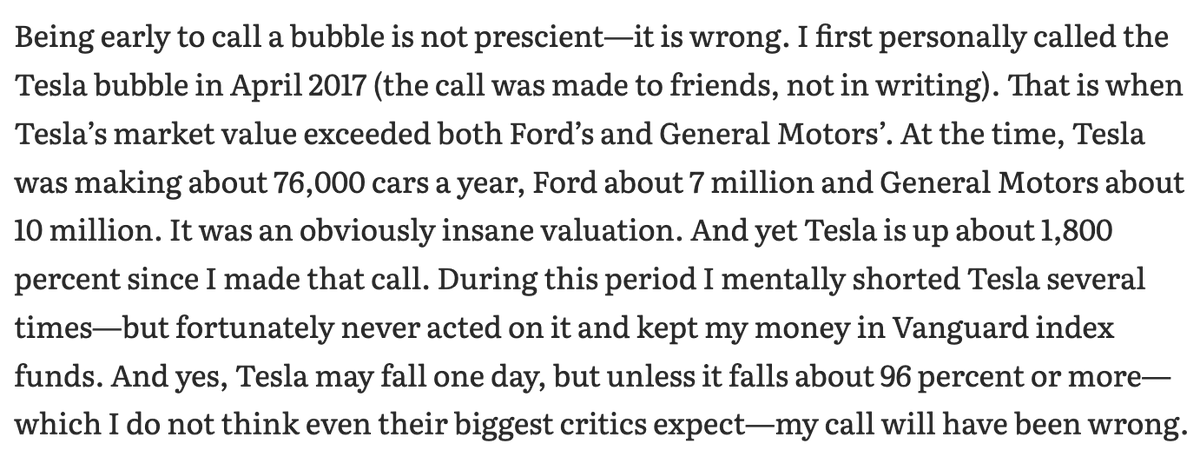 Being early to call a bubble is not prescient—it is wrong. I first personally called the
Tesla bubble in April 2017 (the call was made to friends, not in writing). That is when
Tesla’s market value exceeded both Ford’s and General Motors’. At the time, Tesla
was making about 76,000 cars a year, Ford about 7 million and General Motors about
10 million. It was an obviously insane valuation. And yet Tesla is up about 1,800
percent since I made that call. During this period I mentally shorted Tesla several
times—but fortunately never acted on it and kept my money in Vanguard index
funds. And yes, Tesla may fall one day, but unless it falls about 96 percent or more—
which I do not think even their biggest critics expect—my call will have been wrong.